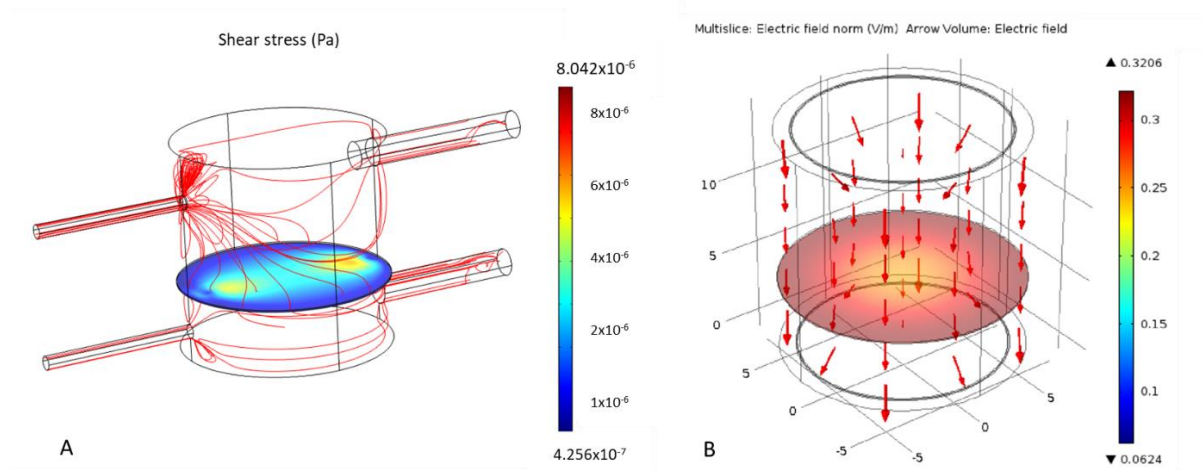 Shear stress (Pa)
8.042x10⁻⁶
8x10⁻⁶
6x10⁻⁶
4x10⁻⁶
2x10⁻⁶
1x10⁻⁶
4.256x10⁻⁷
A
Multislice: Electric field norm (V/m) Arrow Volume: Electric field
▲ 0.3206
0.3
0.25
0.2
0.15
0.1
▼ 0.0624
10
5
0
5
0
-5
5
0
-5
B